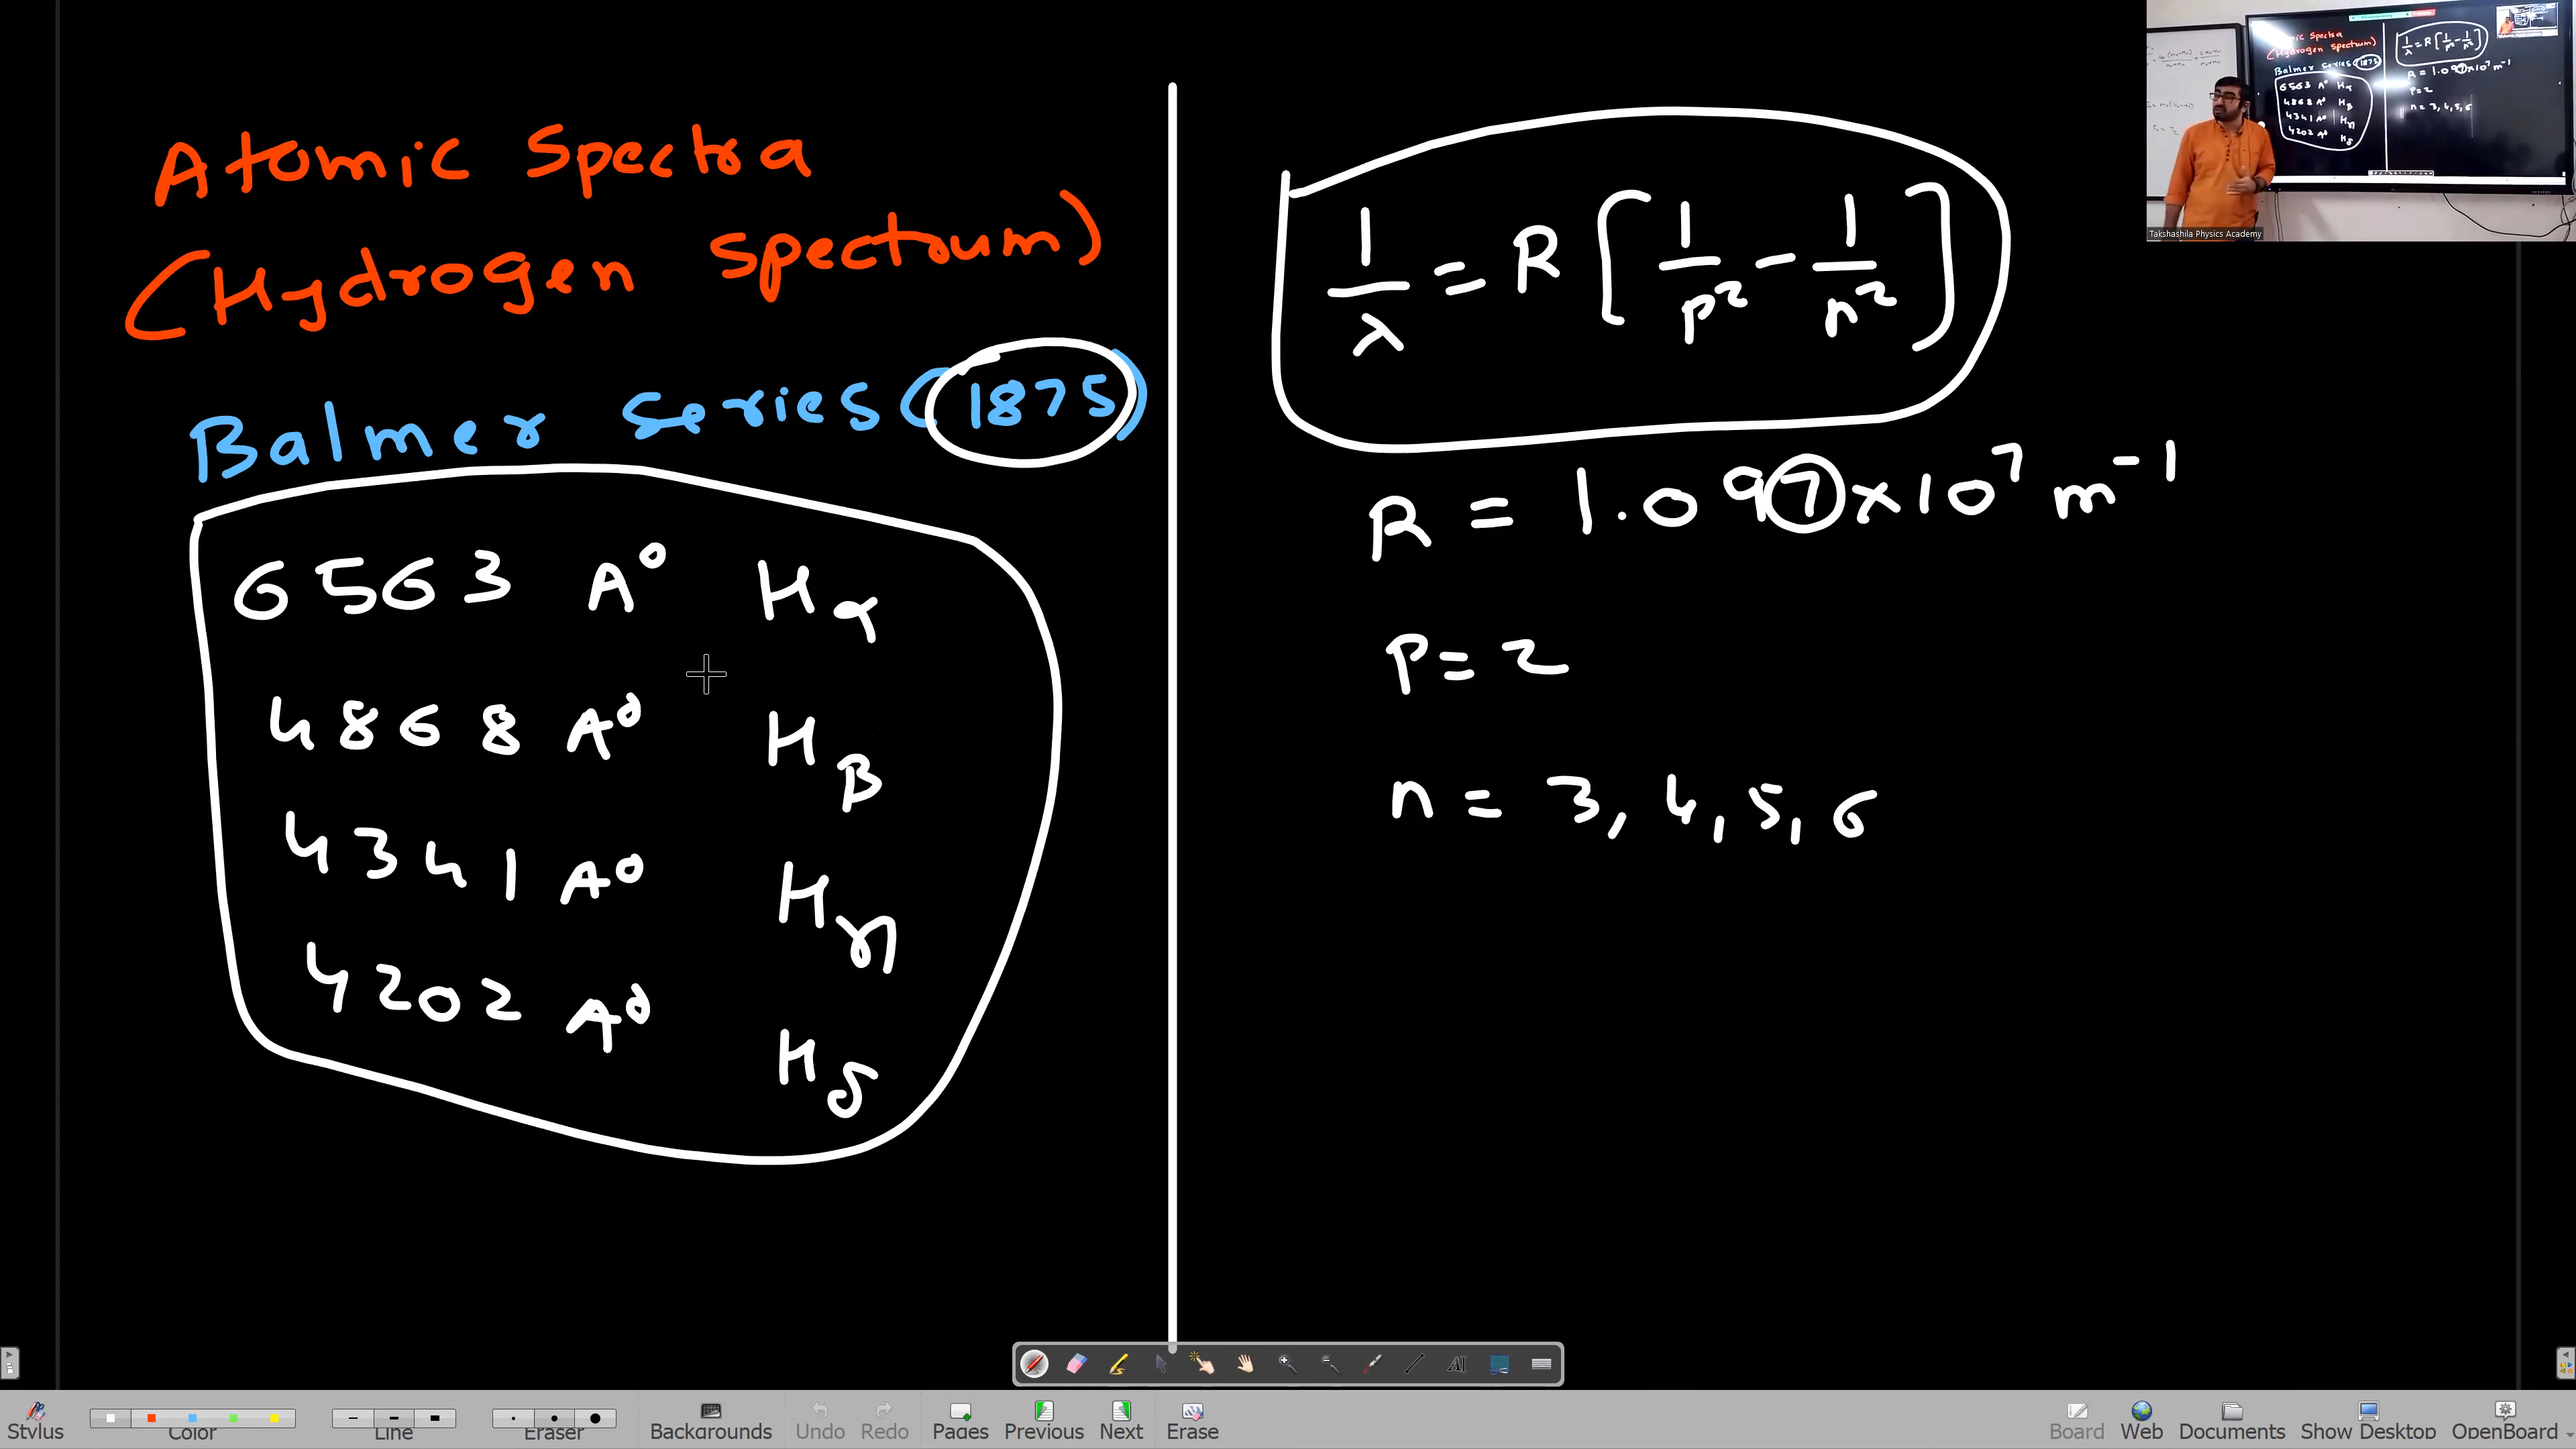 Atomic Spectra
(Hydrogen Spectrum)
Balmer series (1875)
6563 A° Hα
4868 A° Hβ
4341 A° Hγ
4202 A° Hδ
1/λ = R [1/p² - 1/n²]
R = 1.097 × 10⁷ m⁻¹
P = 2
n = 3, 4, 5, 6
Takshashila Physics Academy
Stylus
Color
Line
Eraser
Backgrounds
Undo
Redo
Pages
Previous
Next
Erase
Board
Web
Documents
Show Desktop
OpenBoard